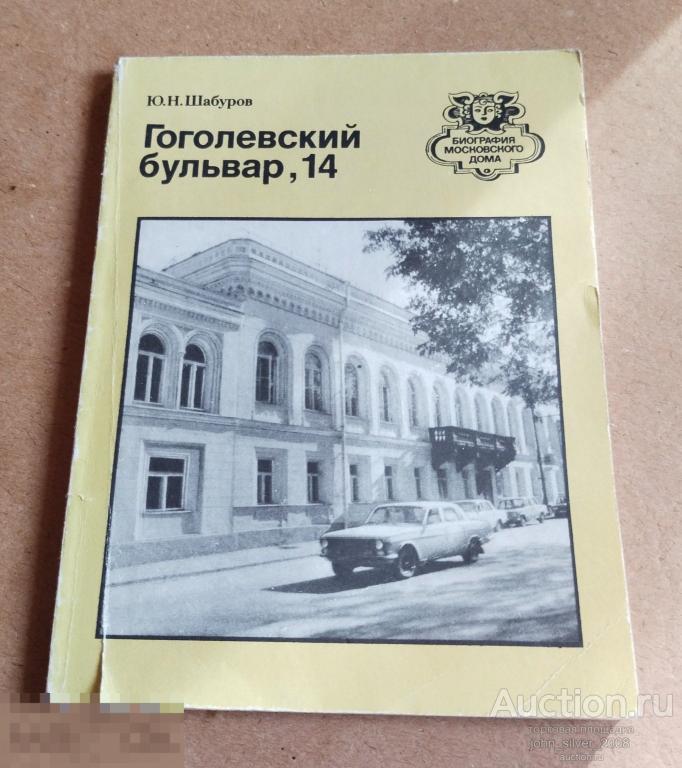 Ю.Н.Шабуров
Гоголевский
бульвар, 14
БИОГРАФИЯ
МОСКОВСКОГО
ДОМА
Auction.ru
торговая площадка
john_silver_2008
auction.ru